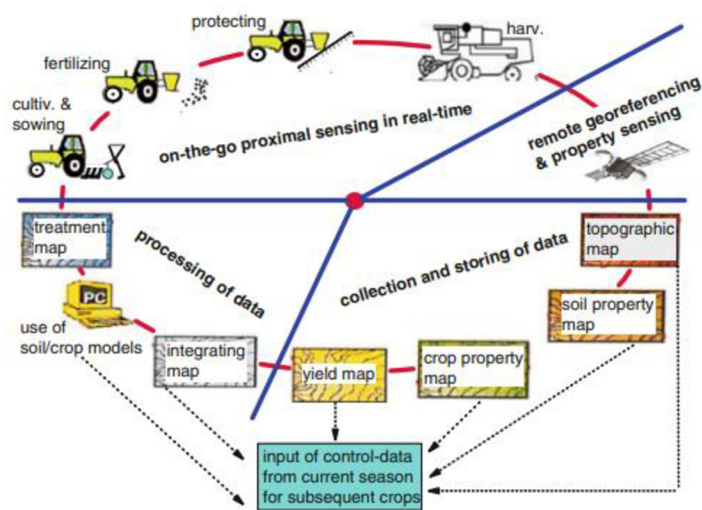 protecting
harv.
fertilizing
cultiv. &
sowing
on-the-go proximal sensing in real-time
remote georeferencing
& property sensing
treatment
map
processing of data
collection and storing of data
topographic
map
PC
soil property
map
use of
soil/crop models
integrating
map
yield map
crop property
map
input of control-data
from current season
for subsequent crops